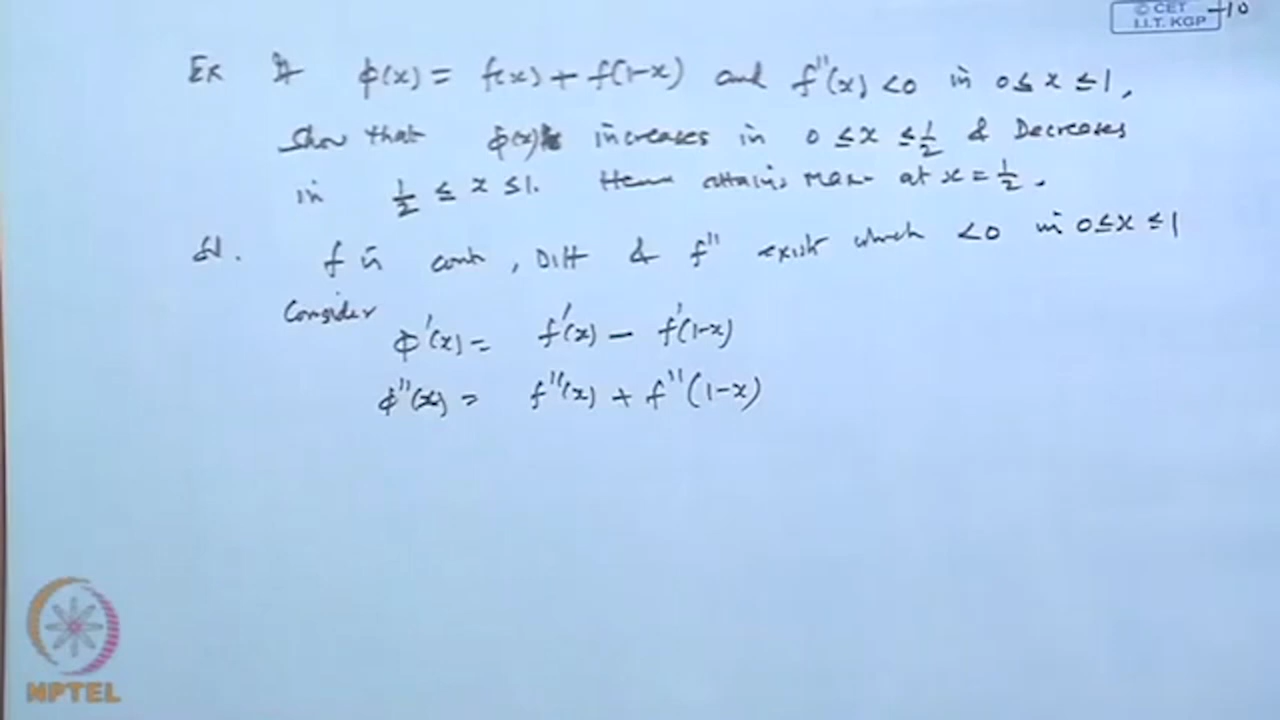 © CET
I.I.T. KGP
10
Ex If ϕ(x) = f(x) + f(1-x) and f''(x) <0 in 0≤ x ≤1,
Show that ϕ(x) increases in 0 ≤x ≤ 1/2 & Decreases
in 1/2 ≤ x ≤1. Hence attains max at x = 1/2.
Sol. f is cont, Diff & f'' exist which <0 in 0≤x ≤1
Consider
ϕ'(x) = f'(x) - f'(1-x)
ϕ''(x) = f''(x) + f''(1-x)
NPTEL